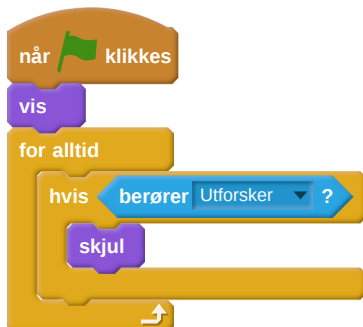 når klikkes
vis
for alltid
hvis berører Utforsker ?
skjul